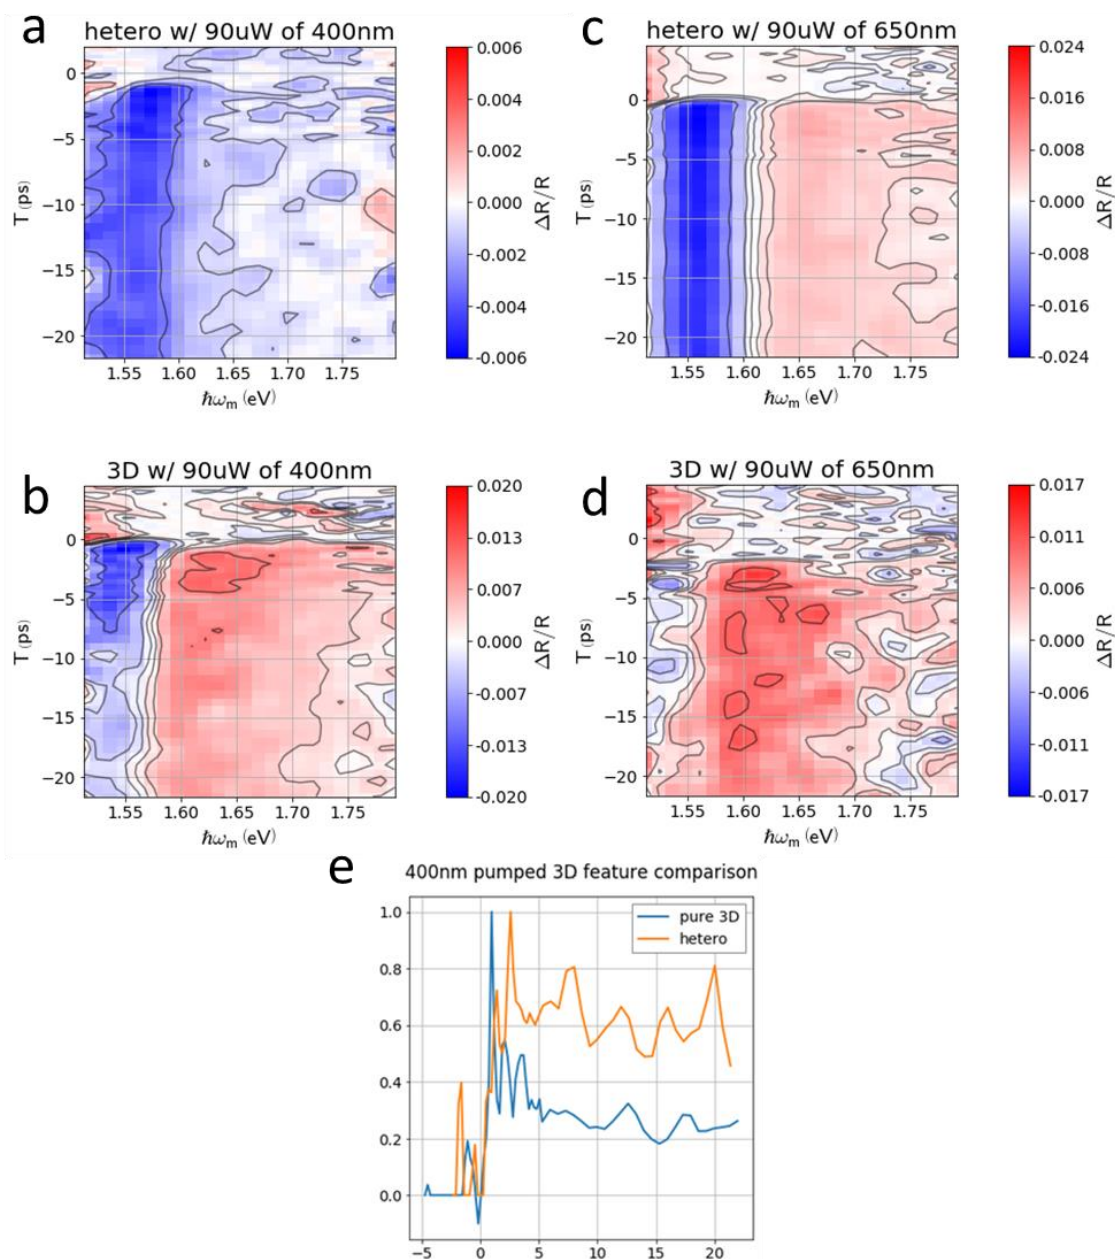 a
hetero w/ 90uW of 400nm
0
−5
−10
−15
−20
T (ps)
1.55 1.60 1.65 1.70 1.75
ℏω_m (eV)
0.006
0.004
0.002
0.000
-0.002
-0.004
-0.006
ΔR/R
c
hetero w/ 90uW of 650nm
0
−5
−10
−15
−20
T (ps)
1.55 1.60 1.65 1.70 1.75
ℏω_m (eV)
0.024
0.016
0.008
0.000
-0.008
-0.016
-0.024
ΔR/R
b
3D w/ 90uW of 400nm
0
−5
−10
−15
−20
T (ps)
1.55 1.60 1.65 1.70 1.75
ℏω_m (eV)
0.020
0.013
0.007
0.000
-0.007
-0.013
-0.020
ΔR/R
d
3D w/ 90uW of 650nm
0
−5
−10
−15
−20
T (ps)
1.55 1.60 1.65 1.70 1.75
ℏω_m (eV)
0.017
0.011
0.006
0.000
-0.006
-0.011
-0.017
ΔR/R
e
400nm pumped 3D feature comparison
1.0
0.8
0.6
0.4
0.2
0.0
pure 3D
hetero
−5 0 5 10 15 20